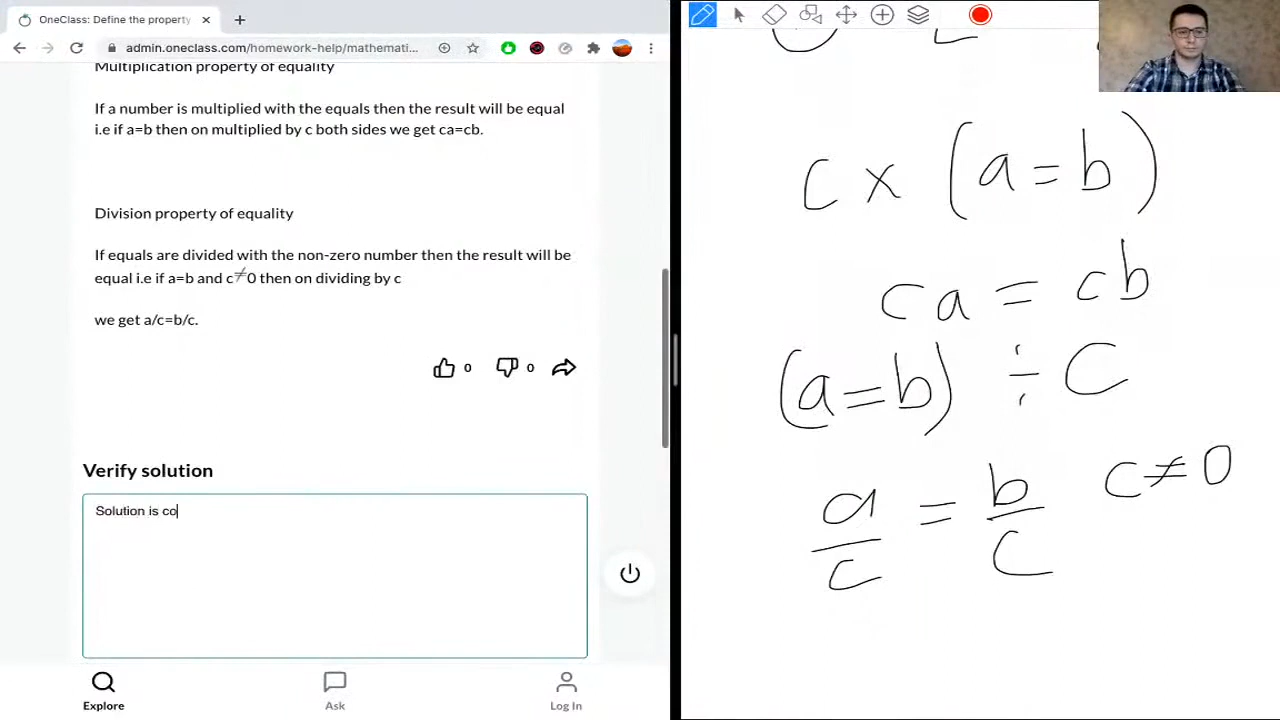 OneClass: Define the property
admin.oneclass.com/homework-help/mathemati...
Multiplication property of equality
If a number is multiplied with the equals then the result will be equal
i.e if a=b then on multiplied by c both sides we get ca=cb.
Division property of equality
If equals are divided with the non-zero number then the result will be
equal i.e if a=b and c≠0 then on dividing by c
we get a/c=b/c.
0
0
Verify solution
Solution is co
Explore
Ask
Log In
c x (a=b)
ca = cb
(a=b) ÷ C
a/c = b/c c≠0